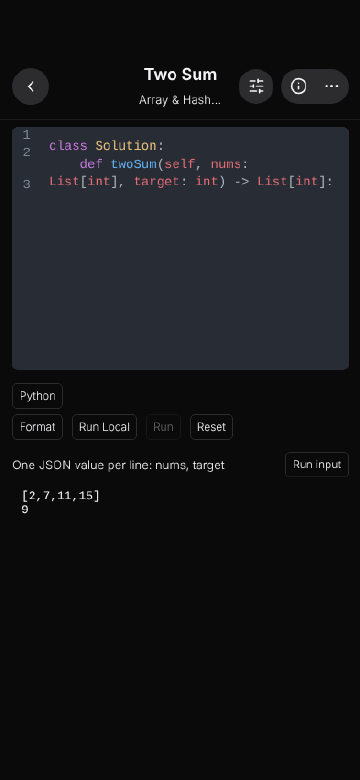 Two Sum
Array & Hash...
1
class Solution:
2
def twoSum(self, nums:
3
List[int], target: int) -> List[int]:
Python
Format Run Local Run Reset
One JSON value per line: nums, target Run input
[2,7,11,15]
9